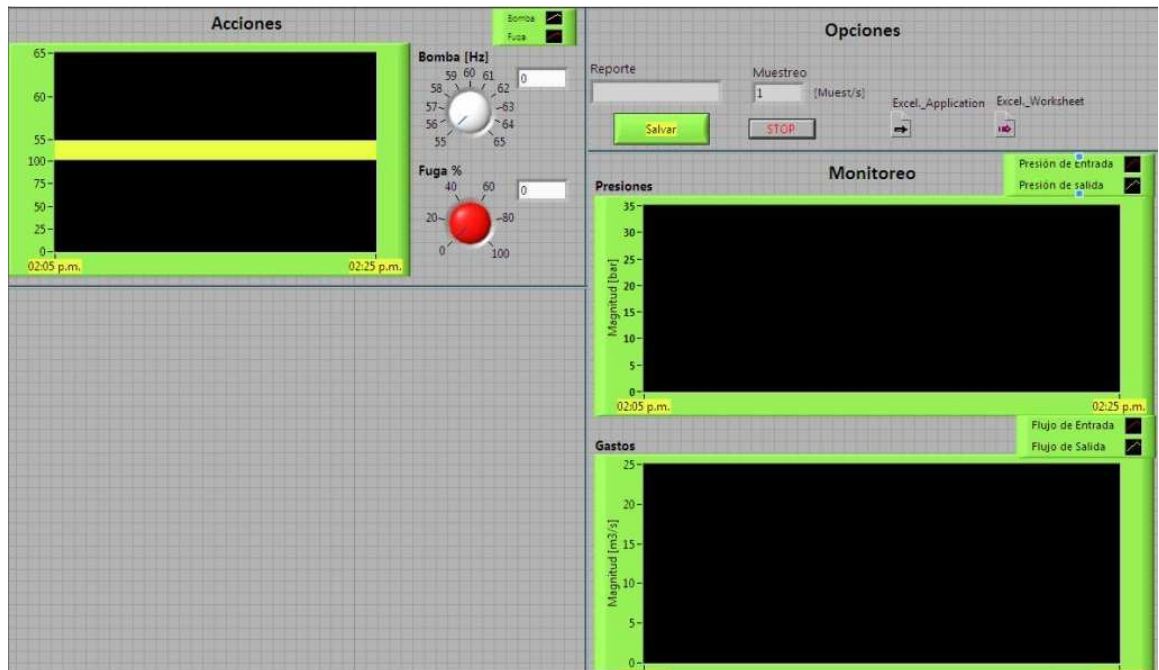 Acciones
Bomba
Fuga
65
60
55
100
75
50
25
0
02:05 p.m.
02:25 p.m.
Bomba [Hz]
0
55
56
57
58
59
60
61
62
63
64
65
Fuga %
0
0
20
40
60
80
100
Opciones
Reporte
Muestreo
1
[Muest/s]
Salvar
STOP
Excel._Application
Excel._Worksheet
Monitoreo
Presión de Entrada
Presión de salida
Presiones
Magnitud [bar]
35
30
25
20
15
10
5
0
02:05 p.m.
02:25 p.m.
Flujo de Entrada
Flujo de Salida
Gastos
Magnitud [m3/s]
25
20
15
10
5
0